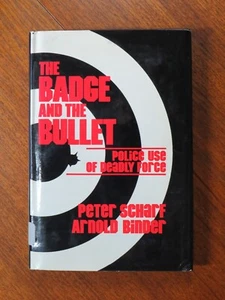 THE
BADGE
AND THE
BULLET
POLICE USE
OF DEADLY FORCE
PETER SCHARF
ARNOLD BINDER